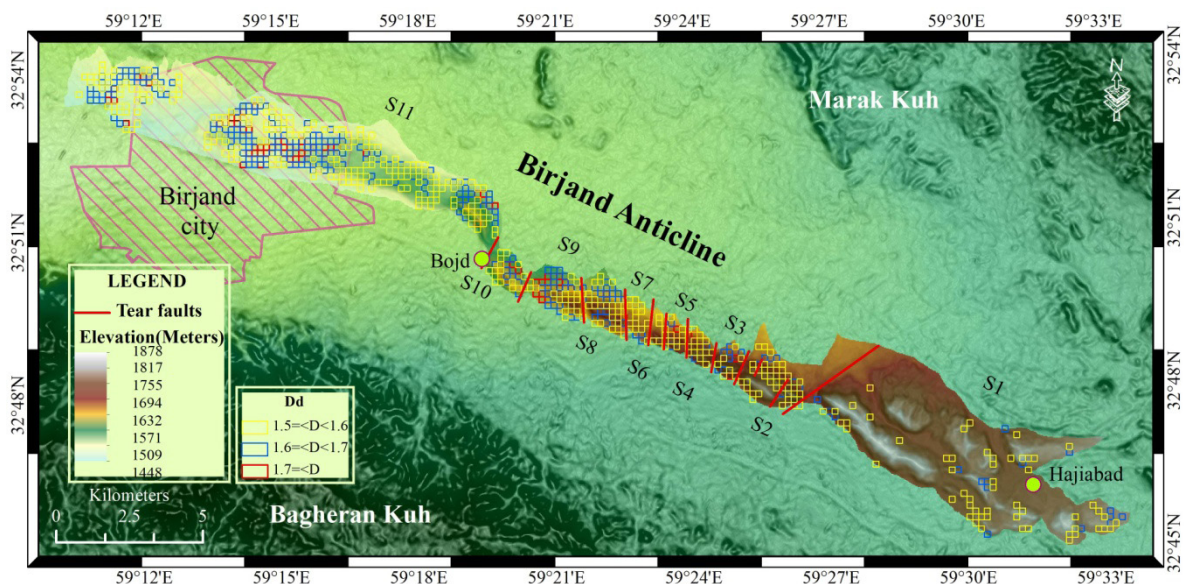 59°12'E 59°15'E 59°18'E 59°21'E 59°24'E 59°27'E 59°30'E 59°33'E
32°54'N
32°54'N
N
Marak Kuh
S11
Birjand Anticline
Birjand
city
32°51'N
32°51'N
Bojd
S9
S10
S7
S5
S3
S1
S8
S6
S4
S2
32°48'N
32°48'N
LEGEND
Tear faults
Elevation(Meters)
1878
1817
1755
1694
1632
1571
1509
1448
Dd
1.5=<D<1.6
1.6=<D<1.7
1.7=<D
Kilometers
0 2.5 5
Hajiabad
Bagheran Kuh
32°45'N
32°45'N
59°12'E 59°15'E 59°18'E 59°21'E 59°24'E 59°27'E 59°30'E 59°33'E